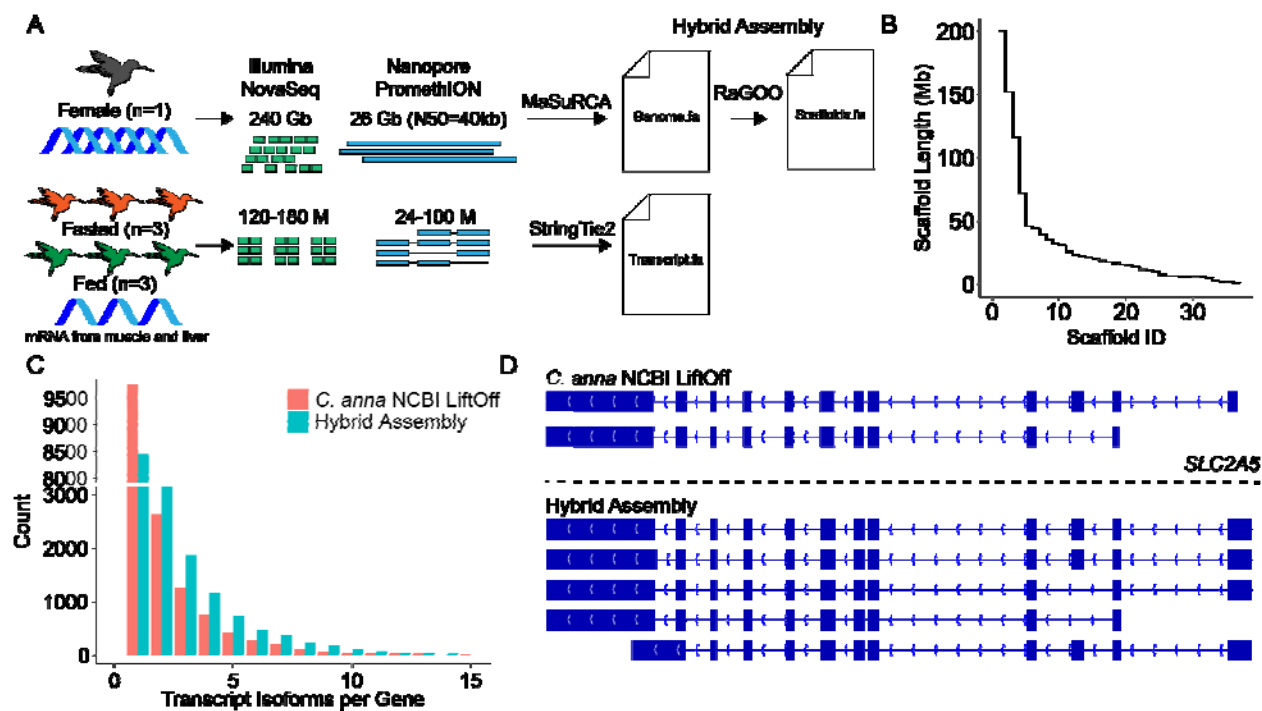 A
Hybrid Assembly
Illumina
NovaSeq
Nanopore
PromethION
Female (n=1)
240 Gb
26 Gb (N50=40kb)
MaSuRCA
Genome.fa
RaGOO
Scaffolds.fa
Fasted (n=3)
120-180 M
24-100 M
StringTie2
Transcript.fa
Fed (n=3)
mRNA from muscle and liver
B
Scaffold Length (Mb)
200
150
100
50
0
0
10
20
30
Scaffold ID
C
Count
9500
9000
8500
8000
3000
2000
1000
0
C. anna NCBI LiftOff
Hybrid Assembly
0
5
10
15
Transcript Isoforms per Gene
D
C. anna NCBI LiftOff
SLC2A5
Hybrid Assembly